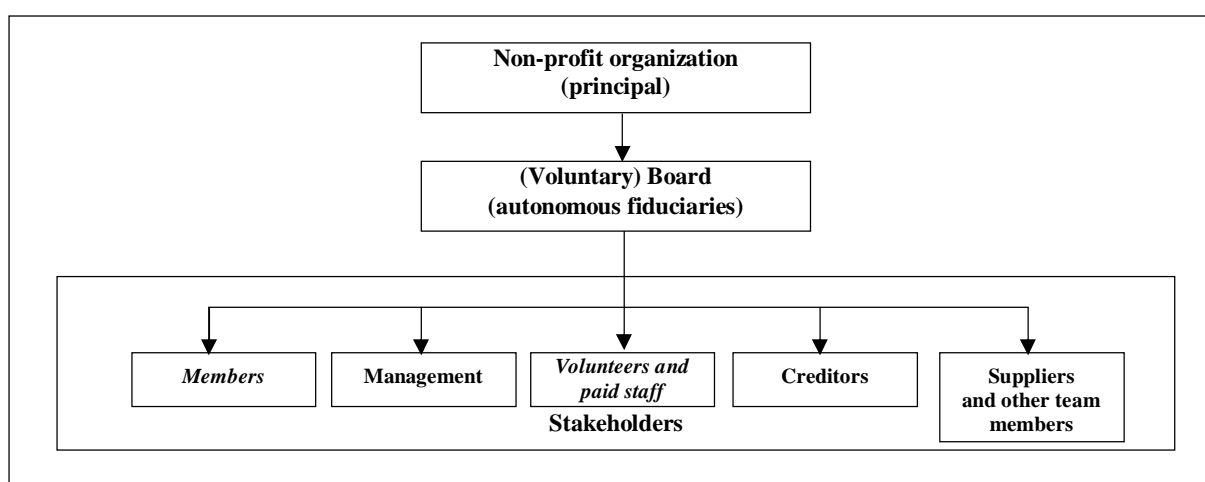 Non-profit organization
(principal)
(Voluntary) Board
(autonomous fiduciaries)
Members
Management
Volunteers and
paid staff
Creditors
Suppliers
and other team
members
Stakeholders